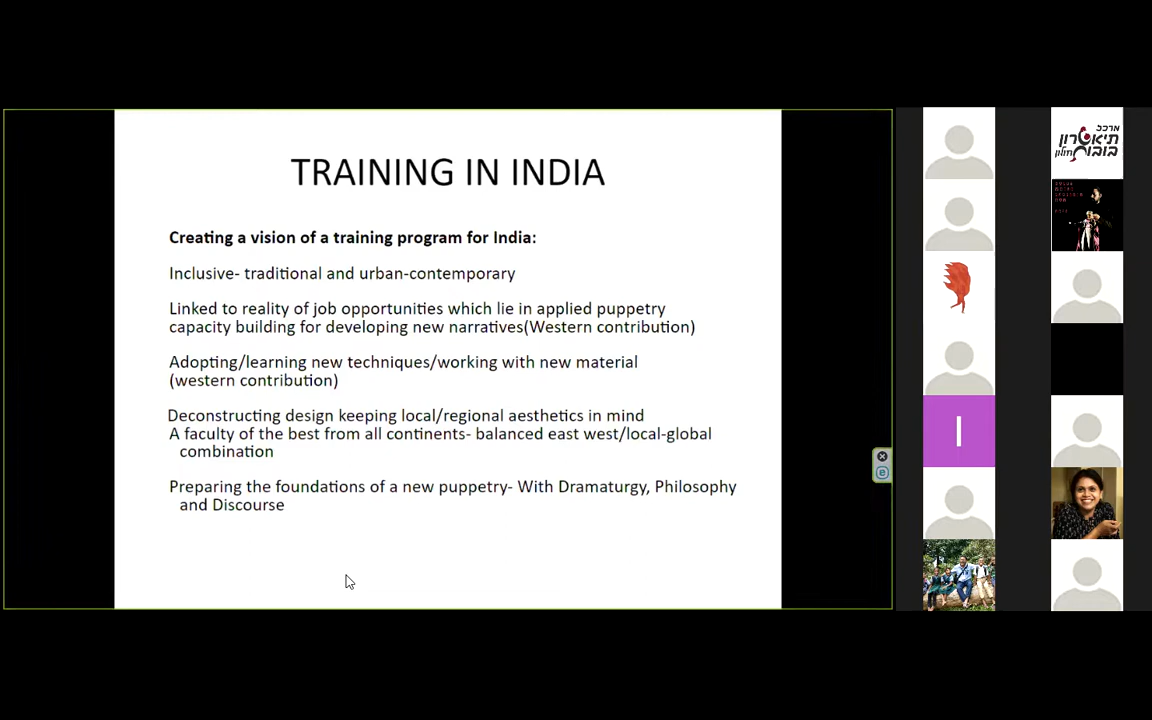 TRAINING IN INDIA
Creating a vision of a training program for India:
Inclusive- traditional and urban-contemporary
Linked to reality of job opportunities which lie in applied puppetry
capacity building for developing new narratives(Western contribution)
Adopting/learning new techniques/working with new material
(western contribution)
Deconstructing design keeping local/regional aesthetics in mind
A faculty of the best from all continents- balanced east west/local-global
combination
Preparing the foundations of a new puppetry- With Dramaturgy, Philosophy
and Discourse
מרכז
תיאטרון
בובות חולון
I